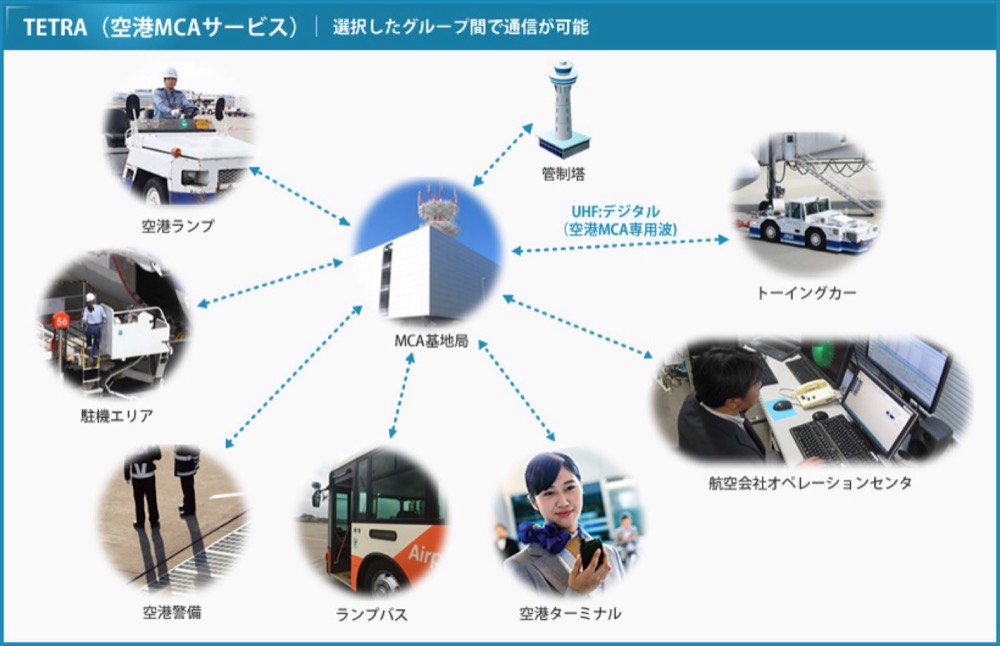 TETRA（空港MCAサービス）｜選択したグループ間で通信が可能
管制塔
空港ランプ
UHF:デジタル
（空港MCA専用波)
トーイングカー
MCA基地局
56
駐機エリア
航空会社オペレーションセンタ
Airp
空港警備
ランプバス
空港ターミナル